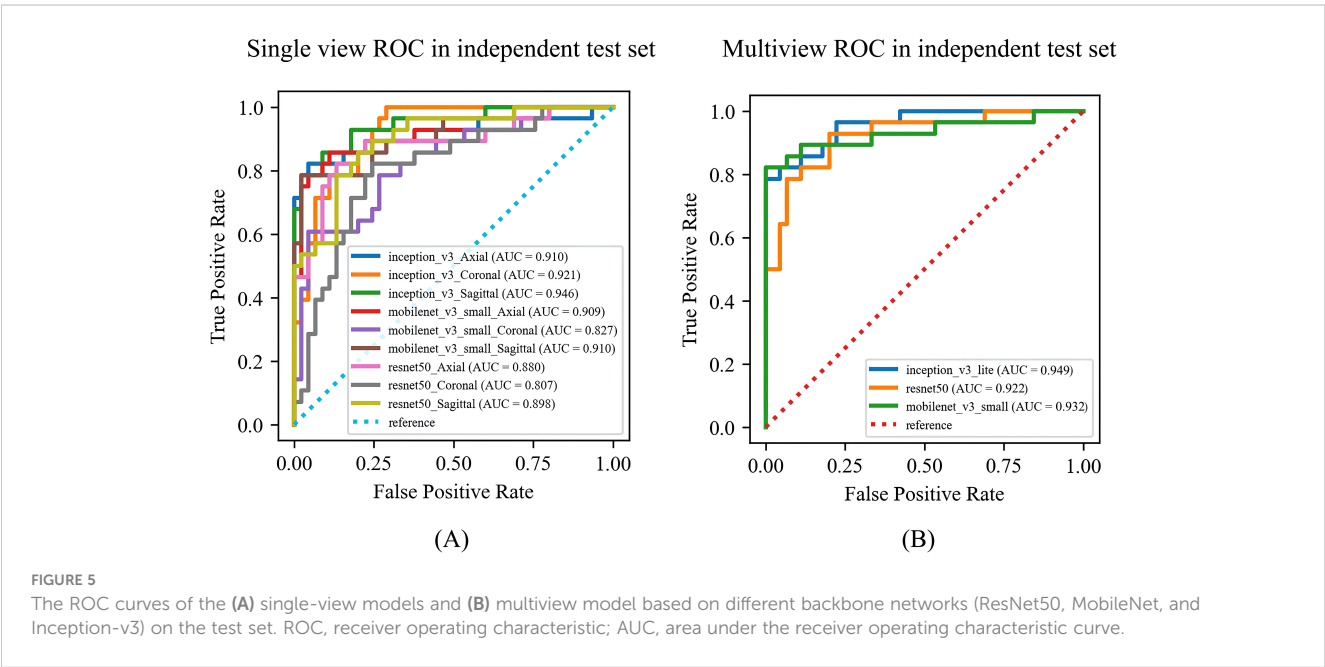 Single view ROC in independent test set
1.0
0.8
0.6
0.4
0.2
0.0
True Positive Rate
inception_v3_Axial (AUC = 0.910)
inception_v3_Coronal (AUC = 0.921)
inception_v3_Sagittal (AUC = 0.946)
mobilenet_v3_small_Axial (AUC = 0.909)
mobilenet_v3_small_Coronal (AUC = 0.827)
mobilenet_v3_small_Sagittal (AUC = 0.910)
resnet50_Axial (AUC = 0.880)
resnet50_Coronal (AUC = 0.807)
resnet50_Sagittal (AUC = 0.898)
reference
0.00 0.25 0.50 0.75 1.00
False Positive Rate
(A)
Multiview ROC in independent test set
1.0
0.8
0.6
0.4
0.2
0.0
True Positive Rate
inception_v3_lite (AUC = 0.949)
resnet50 (AUC = 0.922)
mobilenet_v3_small (AUC = 0.932)
reference
0.00 0.25 0.50 0.75 1.00
False Positive Rate
(B)
FIGURE 5
The ROC curves of the (A) single-view models and (B) multiview model based on different backbone networks (ResNet50, MobileNet, and
Inception-v3) on the test set. ROC, receiver operating characteristic; AUC, area under the receiver operating characteristic curve.